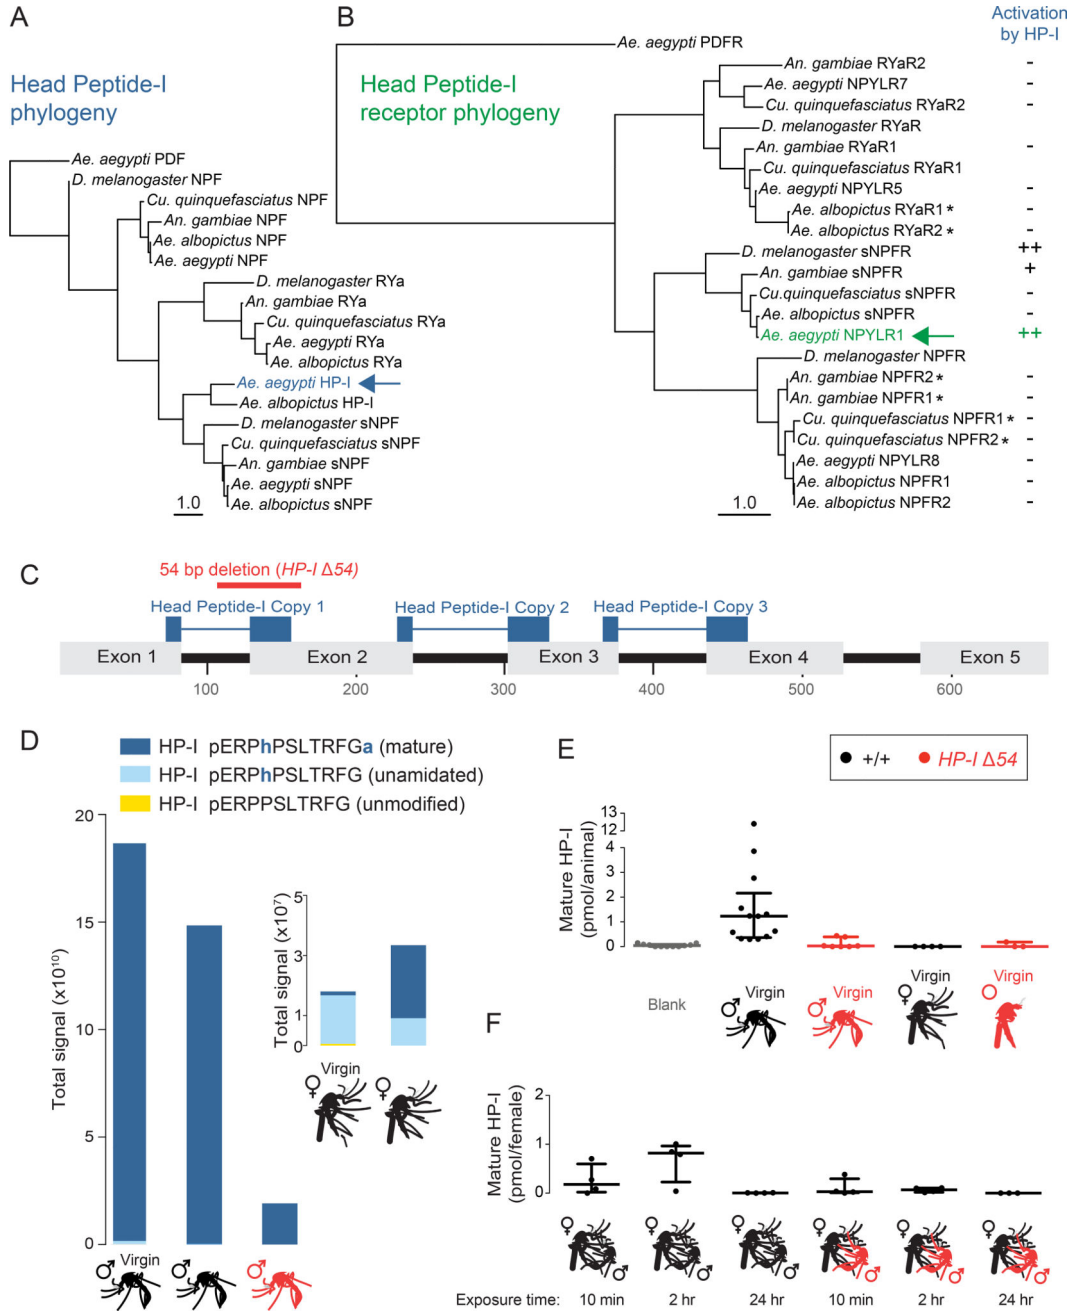 A
Head Peptide-I
phylogeny
Ae. aegypti PDF
D. melanogaster NPF
Cu. quinquefasciatus NPF
An. gambiae NPF
Ae. albopictus NPF
Ae. aegypti NPF
D. melanogaster RYa
An. gambiae RYa
Cu. quinquefasciatus RYa
Ae. aegypti RYa
Ae. albopictus RYa
Ae. aegypti HP-I
Ae. albopictus HP-I
D. melanogaster sNPF
Cu. quinquefasciatus sNPF
An. gambiae sNPF
Ae. aegypti sNPF
Ae. albopictus sNPF
1.0
B
Activation
by HP-I
Head Peptide-I
receptor phylogeny
Ae. aegypti PDFR
An. gambiae RYaR2 -
Ae. aegypti NPYLR7 -
Cu. quinquefasciatus RYaR2 -
D. melanogaster RYaR
An. gambiae RYaR1 -
Cu. quinquefasciatus RYaR1
Ae. aegypti NPYLR5 -
Ae. albopictus RYaR1* -
Ae. albopictus RYaR2* -
D. melanogaster sNPFR ++
An. gambiae sNPFR +
Cu.quinquefasciatus sNPFR -
Ae. albopictus sNPFR -
Ae. aegypti NPYLR1 ++
D. melanogaster NPFR
An. gambiae NPFR2* -
An. gambiae NPFR1* -
Cu. quinquefasciatus NPFR1* -
Cu. quinquefasciatus NPFR2* -
Ae. aegypti NPYLR8 -
Ae. albopictus NPFR1 -
Ae. albopictus NPFR2 -
1.0
C
54 bp deletion (HP-I Δ54)
Head Peptide-I Copy 1 Head Peptide-I Copy 2 Head Peptide-I Copy 3
Exon 1 Exon 2 Exon 3 Exon 4 Exon 5
100 200 300 400 500 600
D
HP-I pERPhPSLTRFGa (mature)
HP-I pERPhPSLTRFG (unamidated)
HP-I pERPPSLTRFG (unmodified)
Total signal (x10¹⁰)
20
15
10
5
0
♂ Virgin ♂ ♂
Total signal (x10⁷)
5
3
1
0
♀ Virgin ♀
E
+/+ HP-I Δ54
Mature HP-I
(pmol/animal)
13
12
4
3
2
1
0
Blank ♂ Virgin ♂ Virgin ♀ Virgin ♀ Virgin
F
Mature HP-I
(pmol/female)
2
1
0
♀ ♂ ♀ ♂ ♀ ♂ ♀ ♂ ♀ ♂ ♀ ♂
Exposure time: 10 min 2 hr 24 hr 10 min 2 hr 24 hr